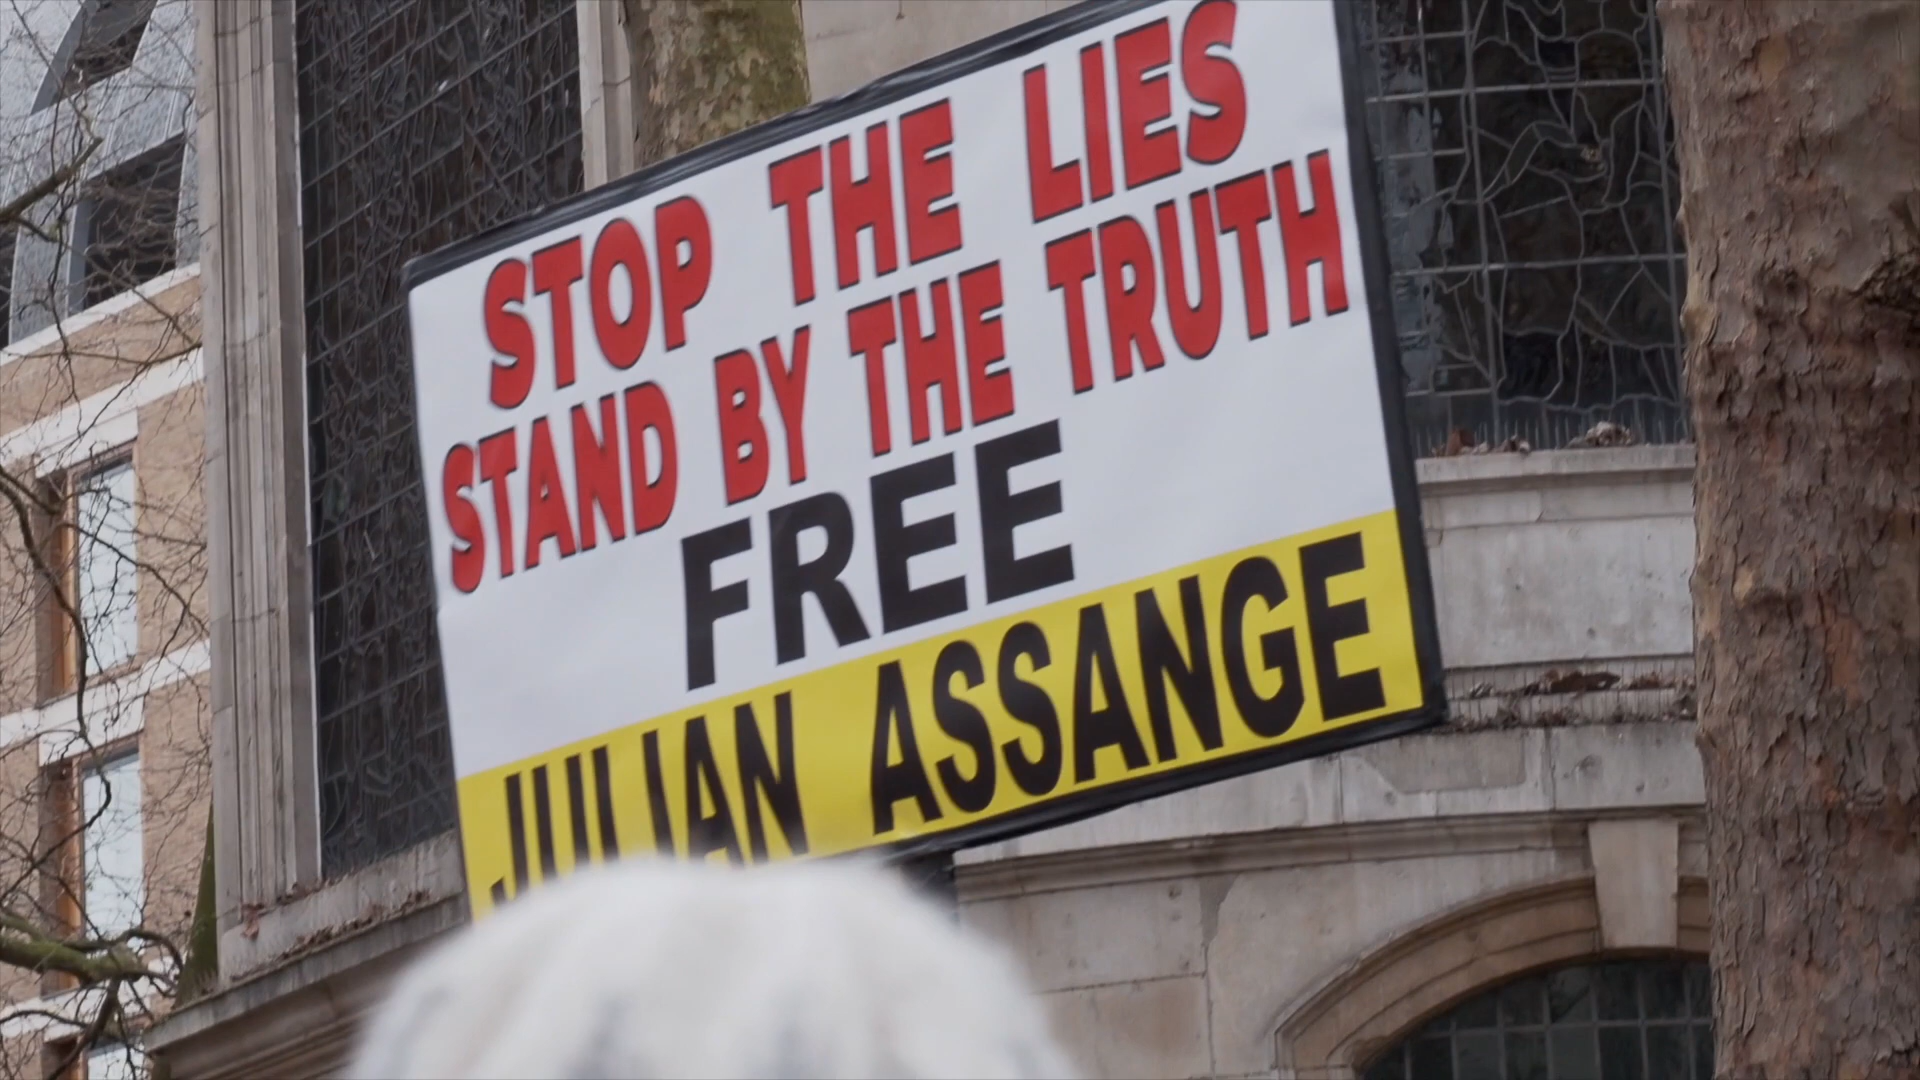 STOP THE LIES
STAND BY THE TRUTH
FREE
JULIAN ASSANGE